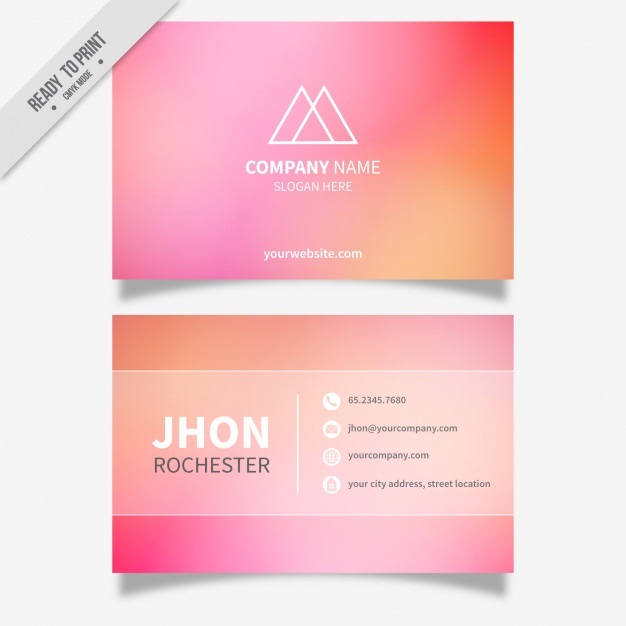 READY TO PRINT
CMYK MODE
COMPANY NAME
SLOGAN HERE
yourwebsite.com
JHON
ROCHESTER
65.2345.7680
jhon@yourcompany.com
yourcompany.com
your city address, street location